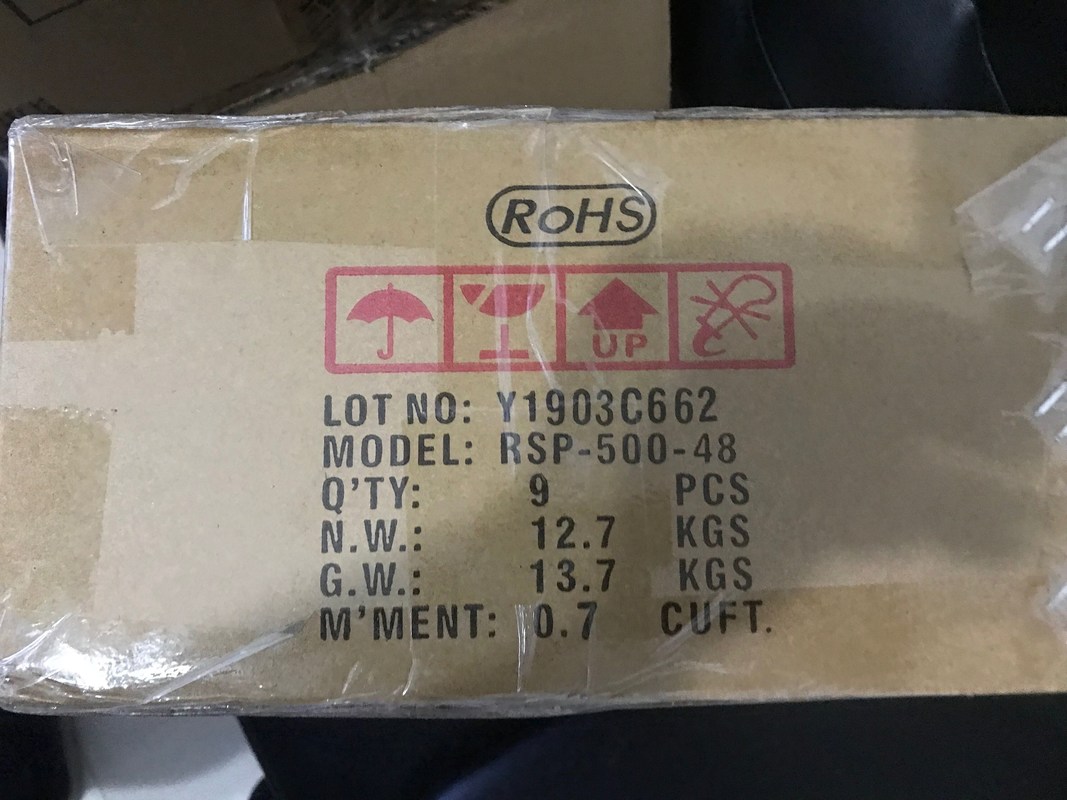 RoHS
UP
LOT NO: Y1903C662
MODEL: RSP-500-48
Q'TY: 9 PCS
N.W.: 12.7 KGS
G.W.: 13.7 KGS
M'MENT: 0.7 CUFT.